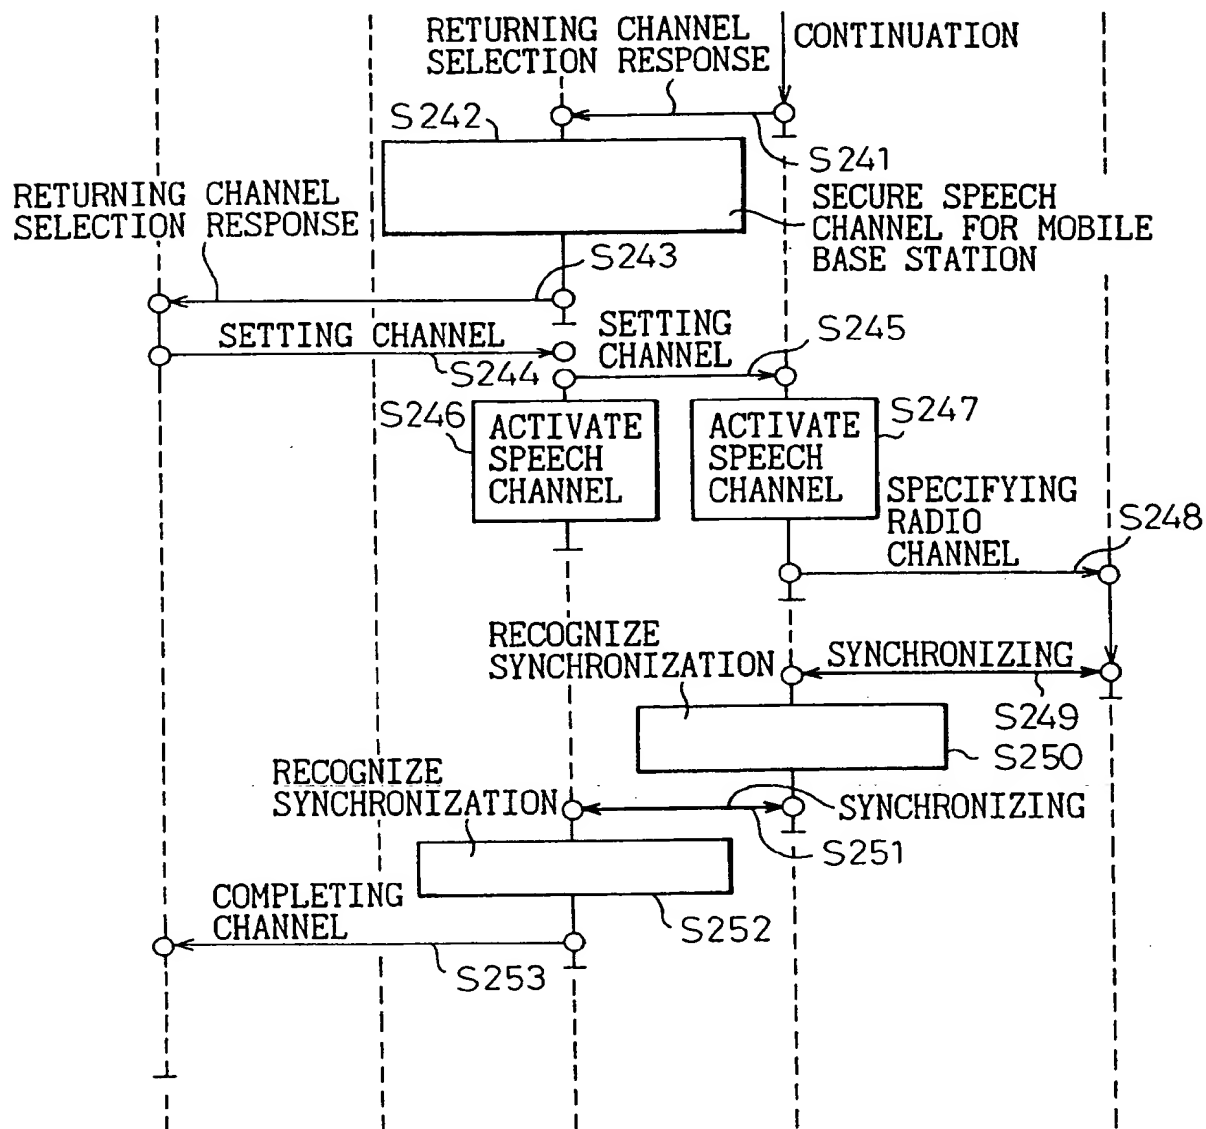 RETURNING CHANNEL
SELECTION RESPONSE
CONTINUATION
S242
S241
RETURNING CHANNEL
SELECTION RESPONSE
SECURE SPEECH
CHANNEL FOR MOBILE
BASE STATION
S243
SETTING CHANNEL
S244
SETTING
CHANNEL
S245
S246
ACTIVATE
SPEECH
CHANNEL
ACTIVATE
SPEECH
CHANNEL
S247
SPECIFYING
RADIO
CHANNEL
S248
RECOGNIZE
SYNCHRONIZATION
SYNCHRONIZING
S249
S250
RECOGNIZE
SYNCHRONIZATION
SYNCHRONIZING
S251
COMPLETING
CHANNEL
S252
S253